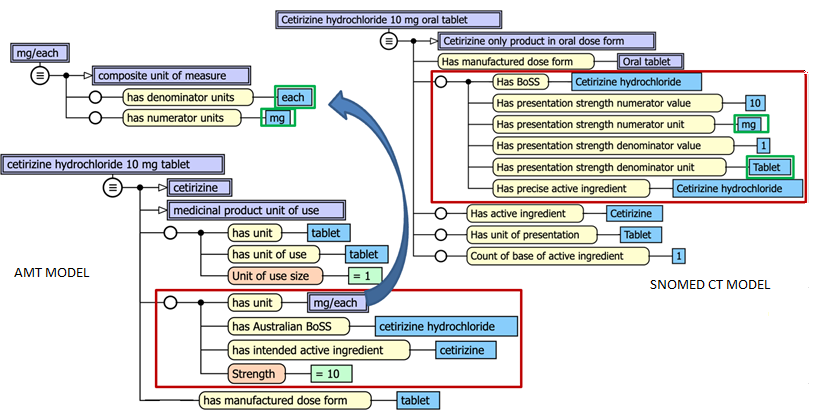 mg/each
composite unit of measure
has denominator units
each
has numerator units
mg
cetirizine hydrochloride 10 mg tablet
cetirizine
medicinal product unit of use
has unit
tablet
has unit of use
tablet
Unit of use size
= 1
has unit
mg/each
has Australian BoSS
cetirizine hydrochloride
has intended active ingredient
cetirizine
Strength
= 10
has manufactured dose form
tablet
AMT MODEL
Cetirizine hydrochloride 10 mg oral tablet
Cetirizine only product in oral dose form
Has manufactured dose form
Oral tablet
Has BoSS
Cetirizine hydrochloride
Has presentation strength numerator value
10
Has presentation strength numerator unit
mg
Has presentation strength denominator value
1
Has presentation strength denominator unit
Tablet
Has precise active ingredient
Cetirizine hydrochloride
Has active ingredient
Cetirizine
Has unit of presentation
Tablet
Count of base of active ingredient
1
SNOMED CT MODEL